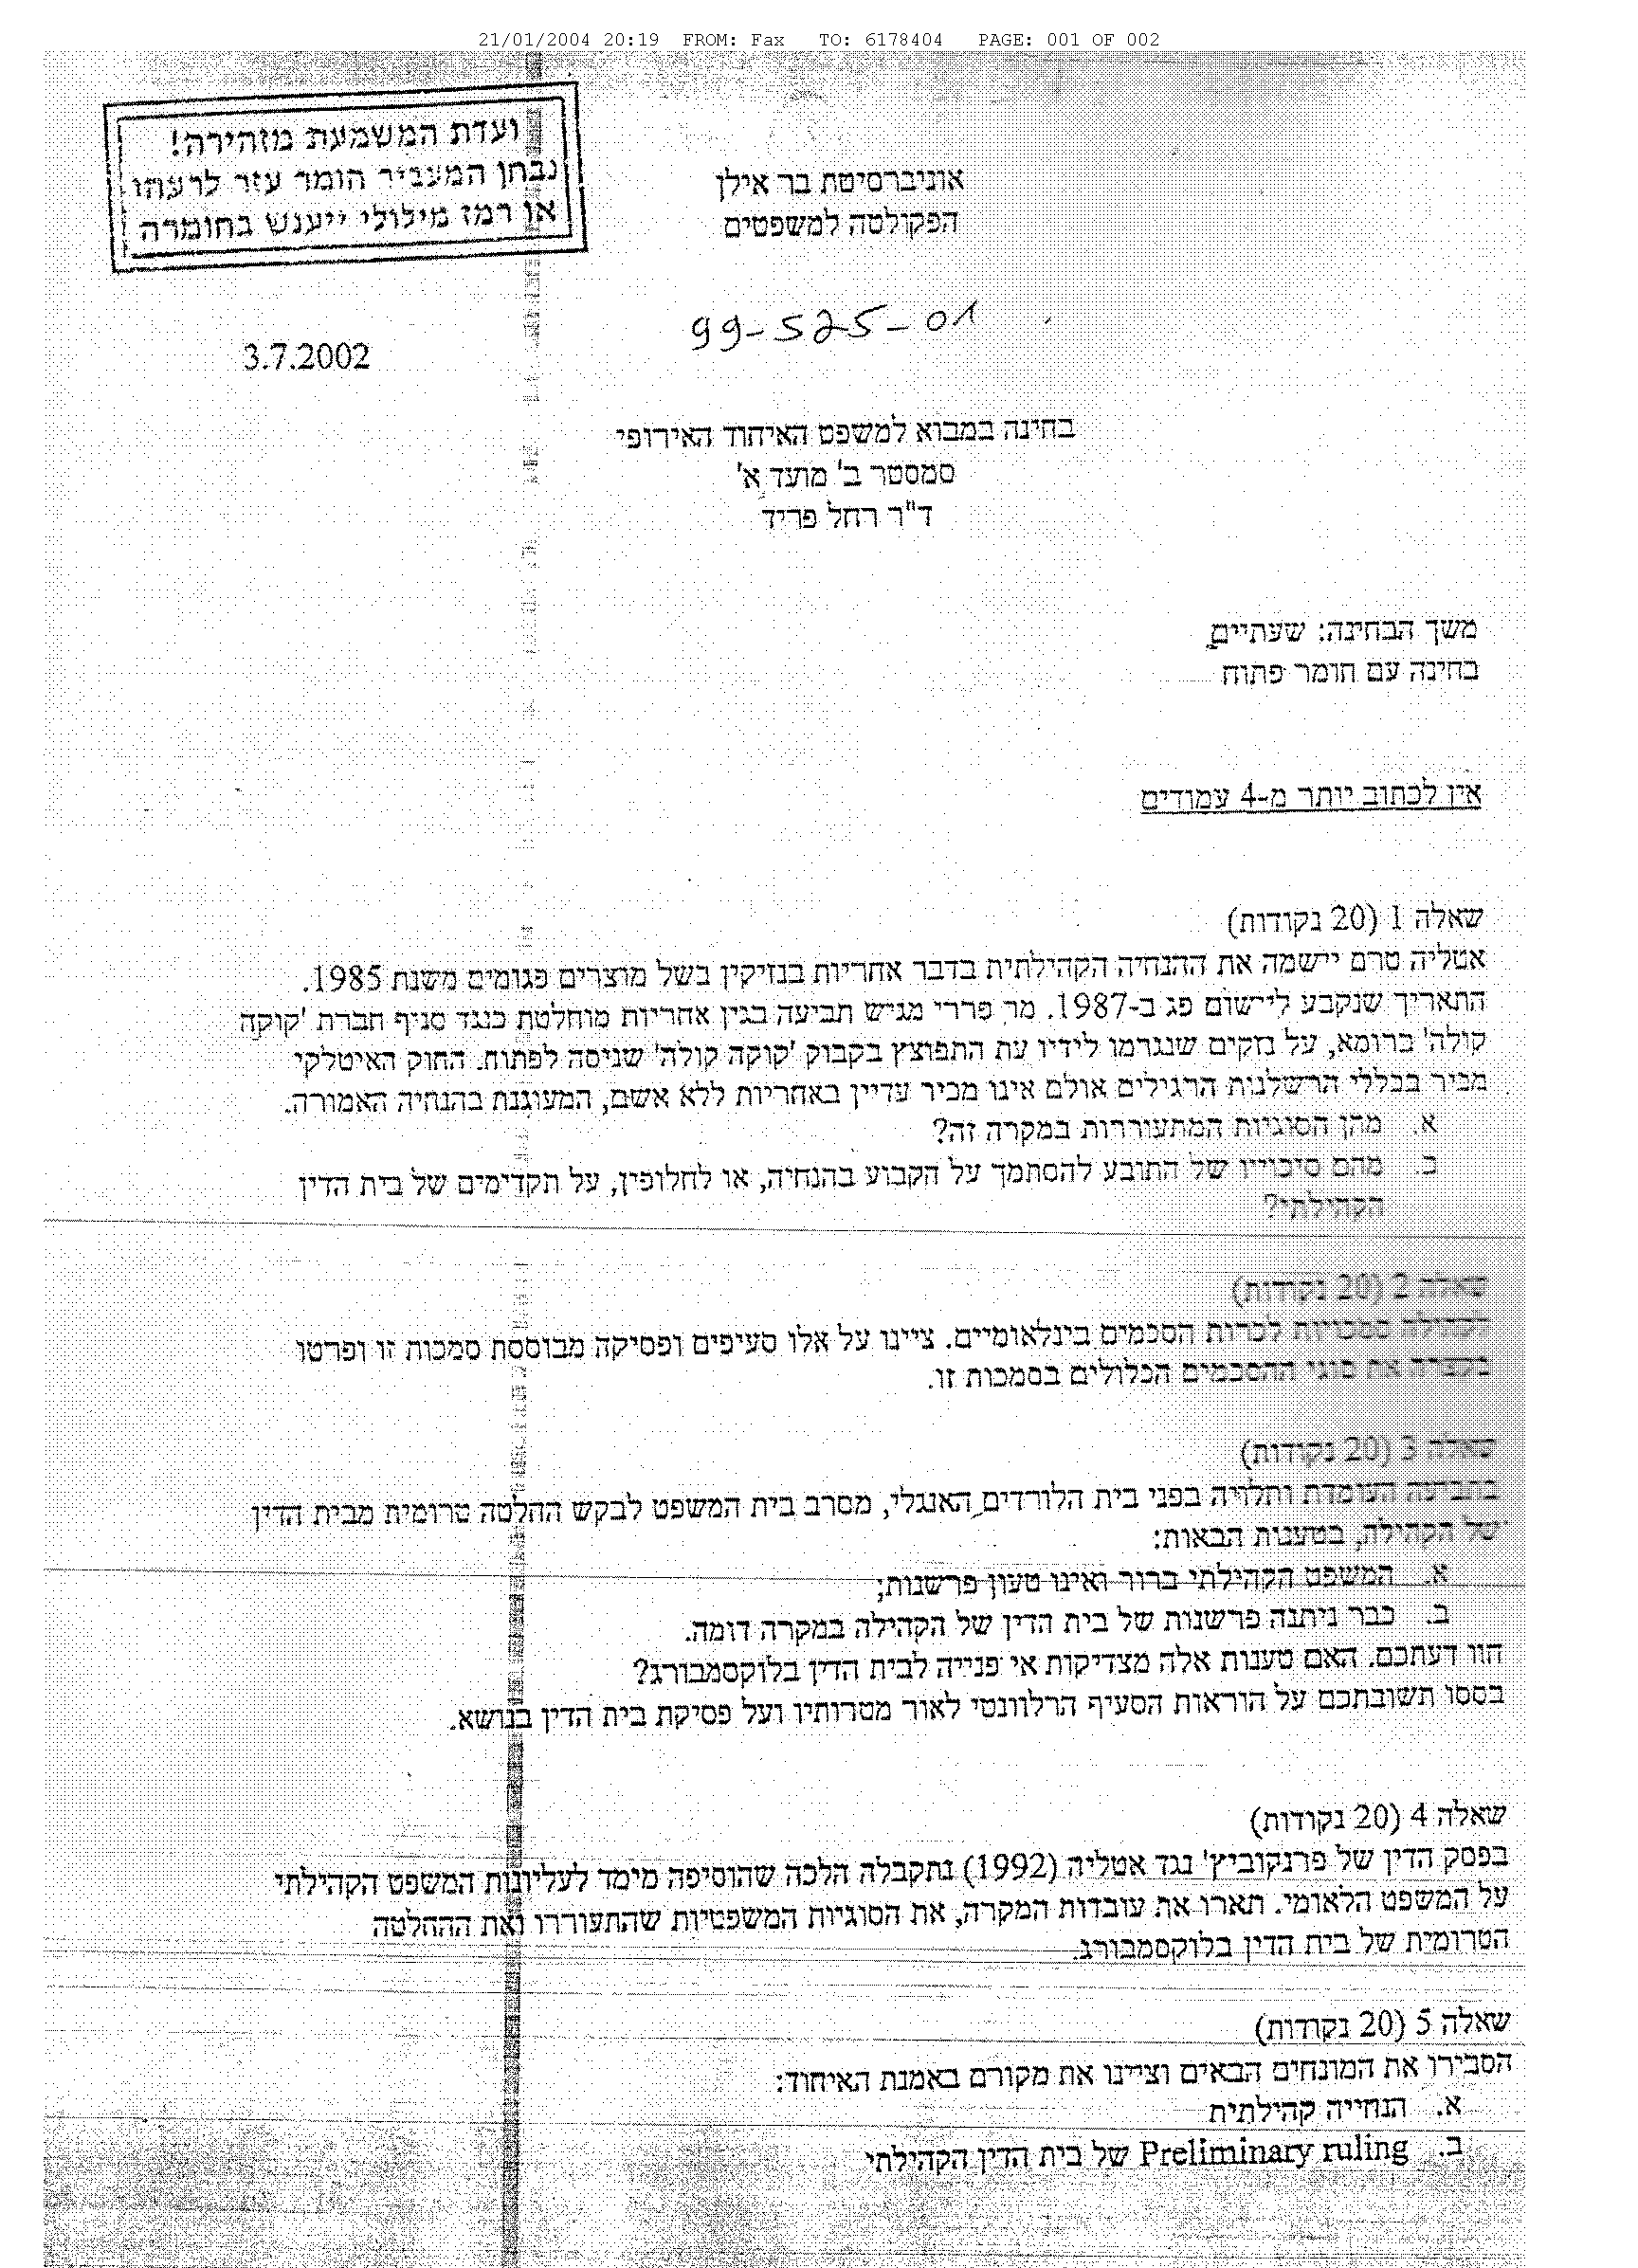 21/01/2004 20:19 FROM: Fax TO: 6178404 PAGE: 001 OF 002
ועדת המשמעת מזהירה!
נבחן המעביר חומר עזר לרעהו
או רמז מילולי ייענש בחומרה
אוניברסיטת בר אילן
הפקולטה למשפטים
99-525-01
3.7.2002
בחינה במבוא למשפט האיחוד האירופי
סמסטר ב' מועד א'
ד"ר רחל פריד
משך הבחינה: שעתיים
בחינה עם חומר פתוח
אין לכתוב יותר מ-4 עמודים
שאלה 1 (20 נקודות)
אטליה טרם יישמה את ההנחיה הקהילתית בדבר אחריות בנזיקין בשל מוצרים פגומים משנת 1985.
התאריך שנקבע ליישום פג ב-1987. מר פררי מגיש תביעה בגין אחריות מוחלטת כנגד סניף חברת 'קוקה
קולה' ברומא, על נזקים שנגרמו לידיו עת התפוצץ בקבוק 'קוקה קולה' שניסה לפתוח. החוק האיטלקי
מכיר בכללי הרשלנות הרגילים אולם אינו מכיר עדיין באחריות ללא אשם, המעוגנת בהנחיה האמורה.
א. מהן הסוגיות המתעוררות במקרה זה?
ב. מהם סיכוייו של התובע להסתמך על הקבוע בהנחיה, או לחלופין, על תקדימים של בית הדין
הקהילתי?
שאלה 2 (20 נקודות)
לקהילה סמכויות לכרות הסכמים בינלאומיים. ציינו על אלו סעיפים ופסיקה מבוססת סמכות זו ופרטו
בקצרה את סוגי ההסכמים הכלולים בסמכות זו.
שאלה 3 (20 נקודות)
בתביעה העומדת ותלויה בפני בית הלורדים האנגלי, מסרב בית המשפט לבקש החלטה טרומית מבית הדין
של הקהילה, בטענות הבאות:
א. המשפט הקהילתי ברור ואינו טעון פרשנות;
ב. כבר ניתנה פרשנות של בית הדין של הקהילה במקרה דומה.
חוו דעתכם. האם טענות אלה מצדיקות אי פנייה לבית הדין בלוקסמבורג?
בססו תשובתכם על הוראות הסעיף הרלוונטי לאור מטרותיו ועל פסיקת בית הדין בנושא.
שאלה 4 (20 נקודות)
בפסק הדין של פרנקוביץ' נגד אטליה (1992) נתקבלה הלכה שהוסיפה מימד לעליונות המשפט הקהילתי
על המשפט הלאומי. תארו את עובדות המקרה, את הסוגיות המשפטיות שהתעוררו ואת ההחלטה
הטרומית של בית הדין בלוקסמבורג.
שאלה 5 (20 נקודות)
הסבירו את המונחים הבאים וציינו את מקורם באמנת האיחוד:
א. הנחייה קהילתית
ב. Preliminary ruling של בית הדין הקהילתי